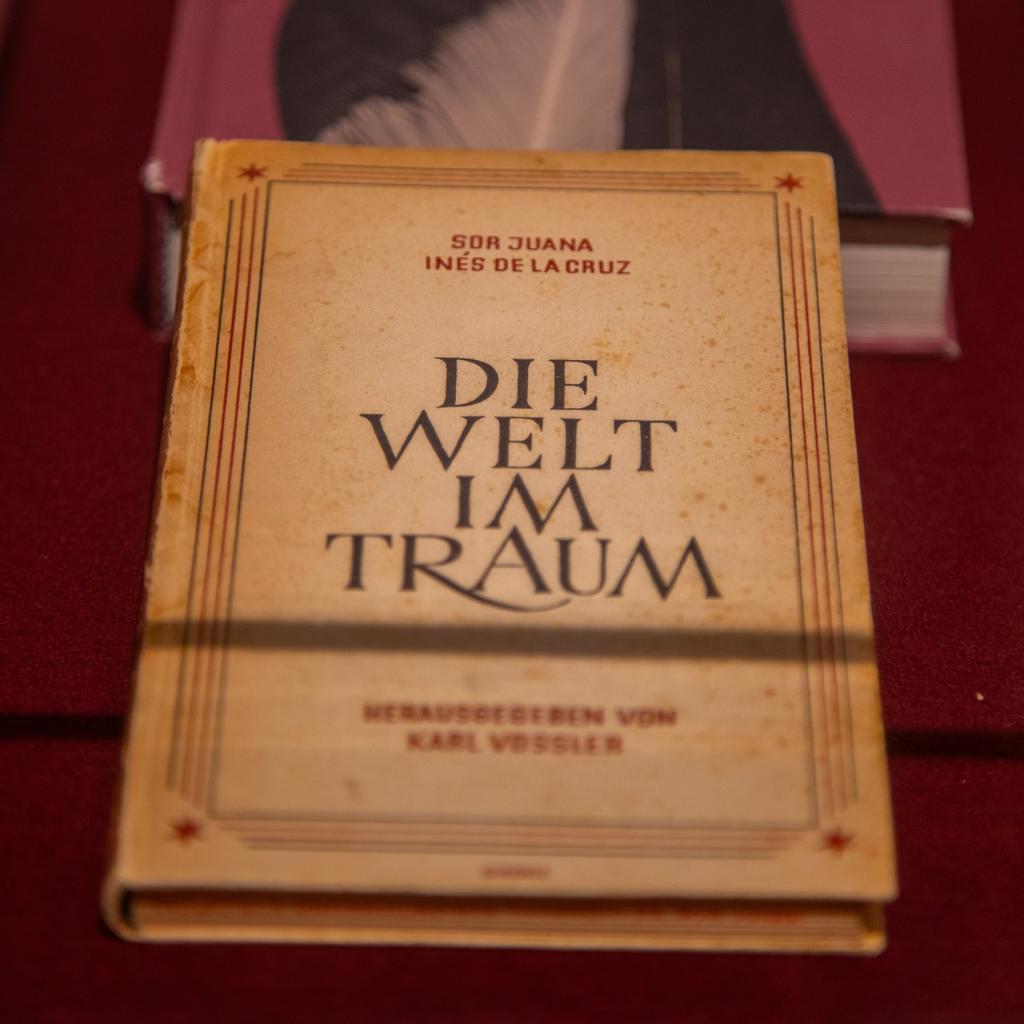 SOR JUANA
INÉS DE LA CRUZ
DIE
WELT
IM
TRAUM
HERAUSGEGEBEN VON
KARL VOSSLER